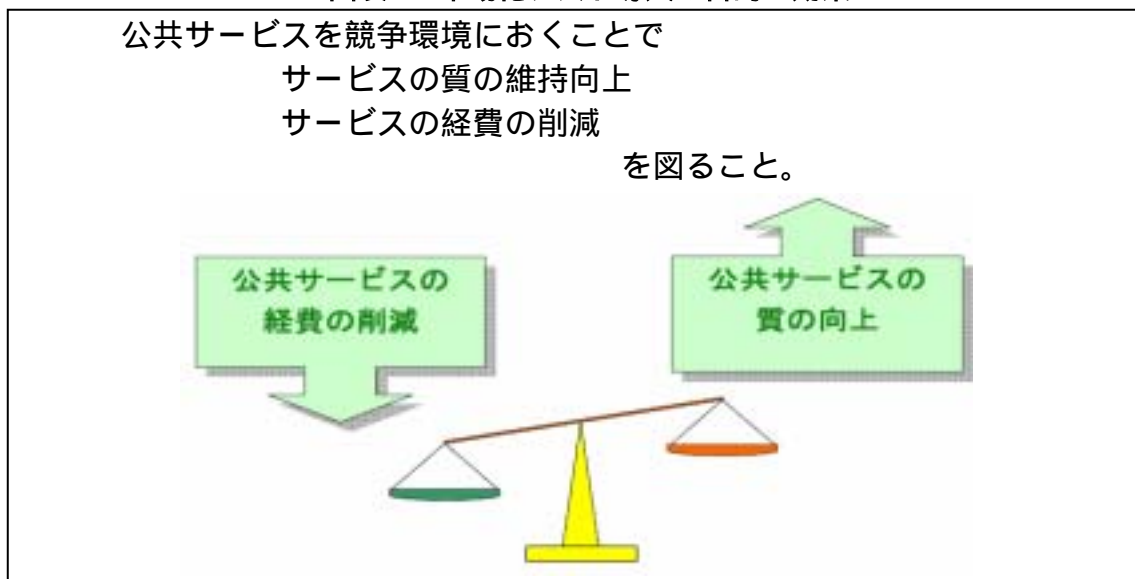 公共サービスを競争環境におくことで
サービスの質の維持向上
サービスの経費の削減
を図ること。
公共サービスの
経費の削減
公共サービスの
質の向上